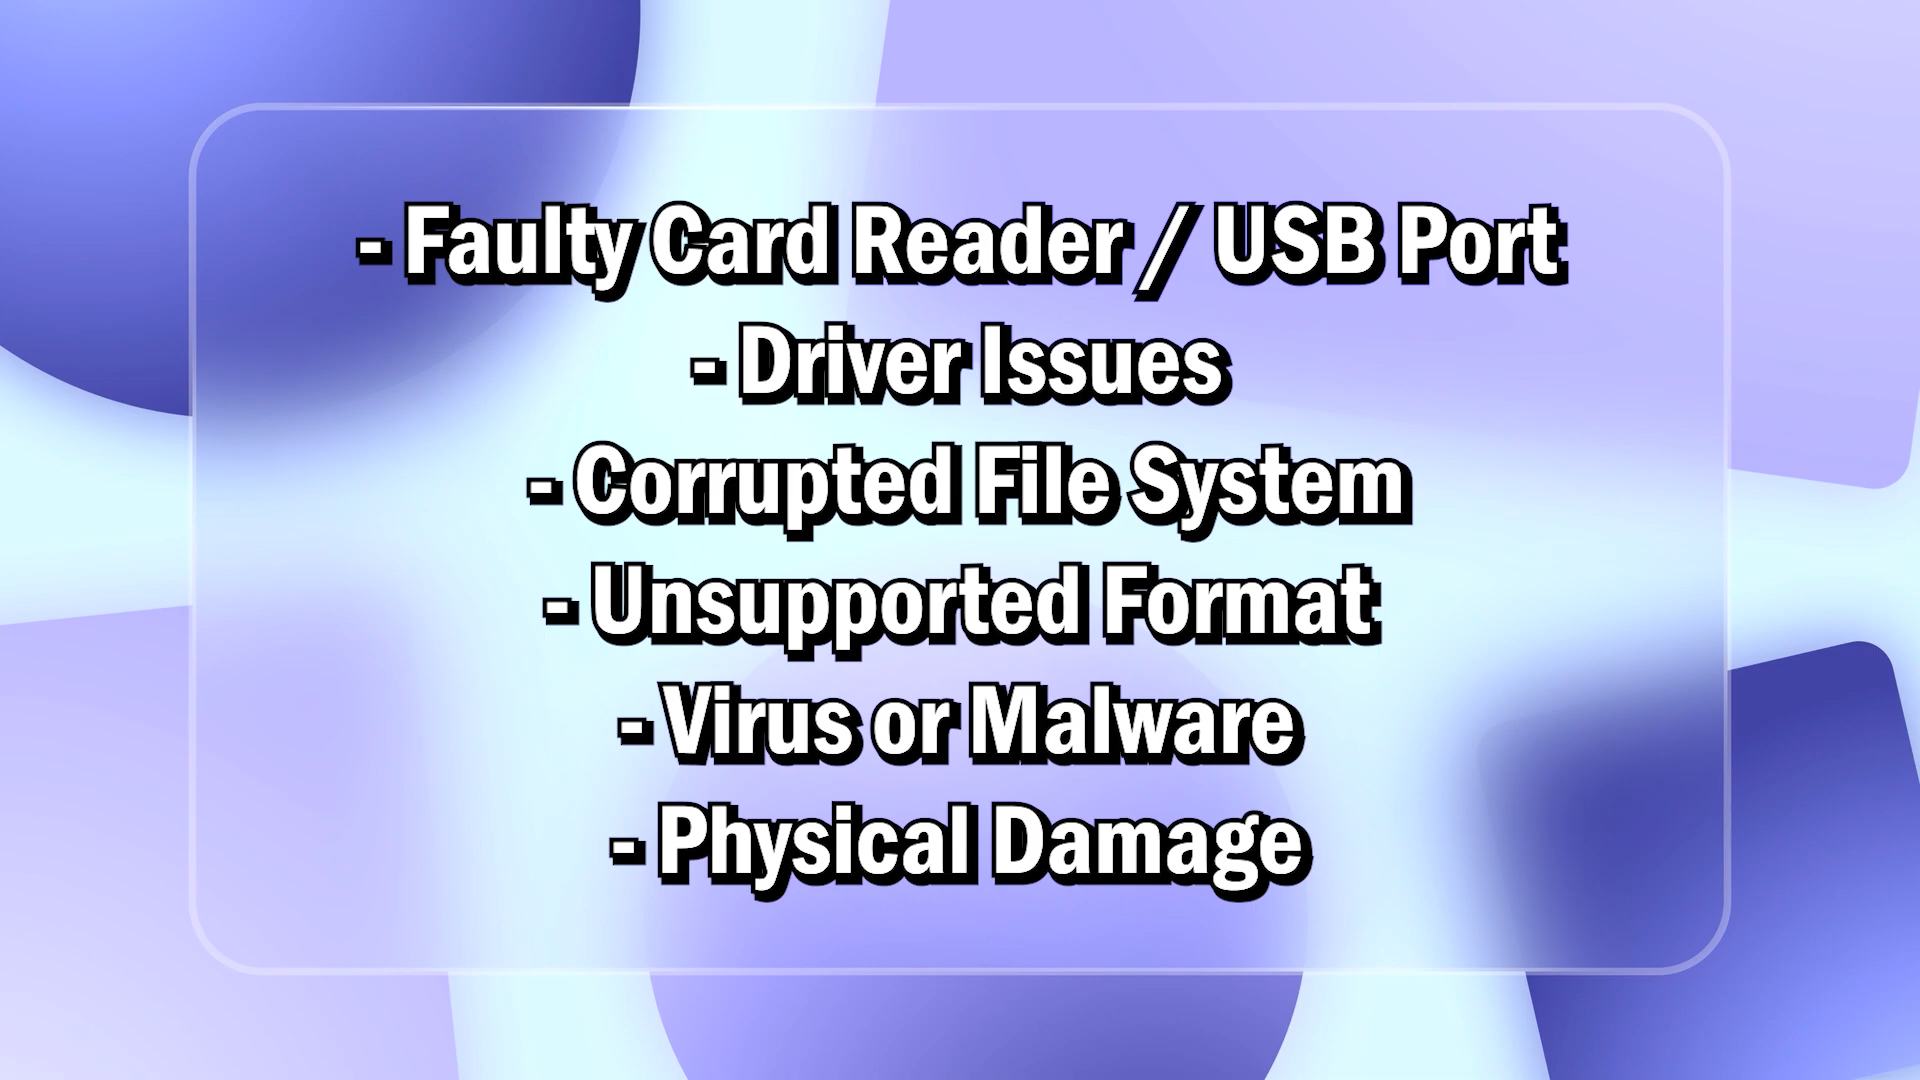 - Faulty Card Reader / USB Port
- Driver Issues
- Corrupted File System
- Unsupported Format
- Virus or Malware
- Physical Damage